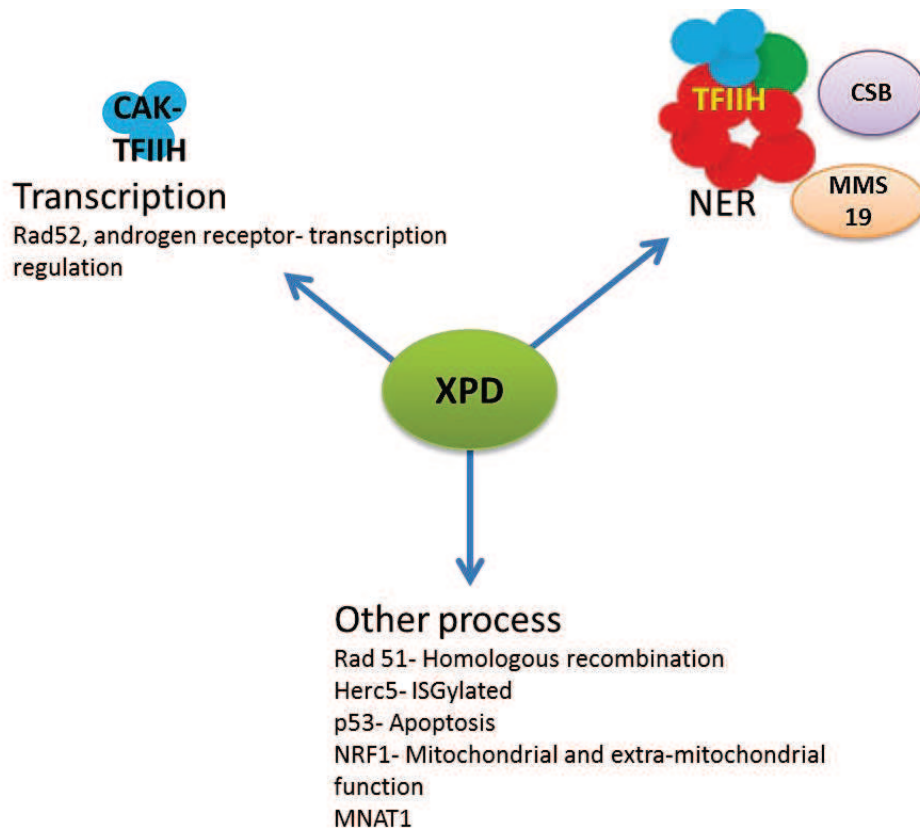 CAK-
TFIIH
Transcription
Rad52, androgen receptor- transcription
regulation
TFIIH
NER
CSB
MMS
19
XPD
Other process
Rad 51- Homologous recombination
Herc5- ISGylated
p53- Apoptosis
NRF1- Mitochondrial and extra-mitochondrial
function
MNAT1